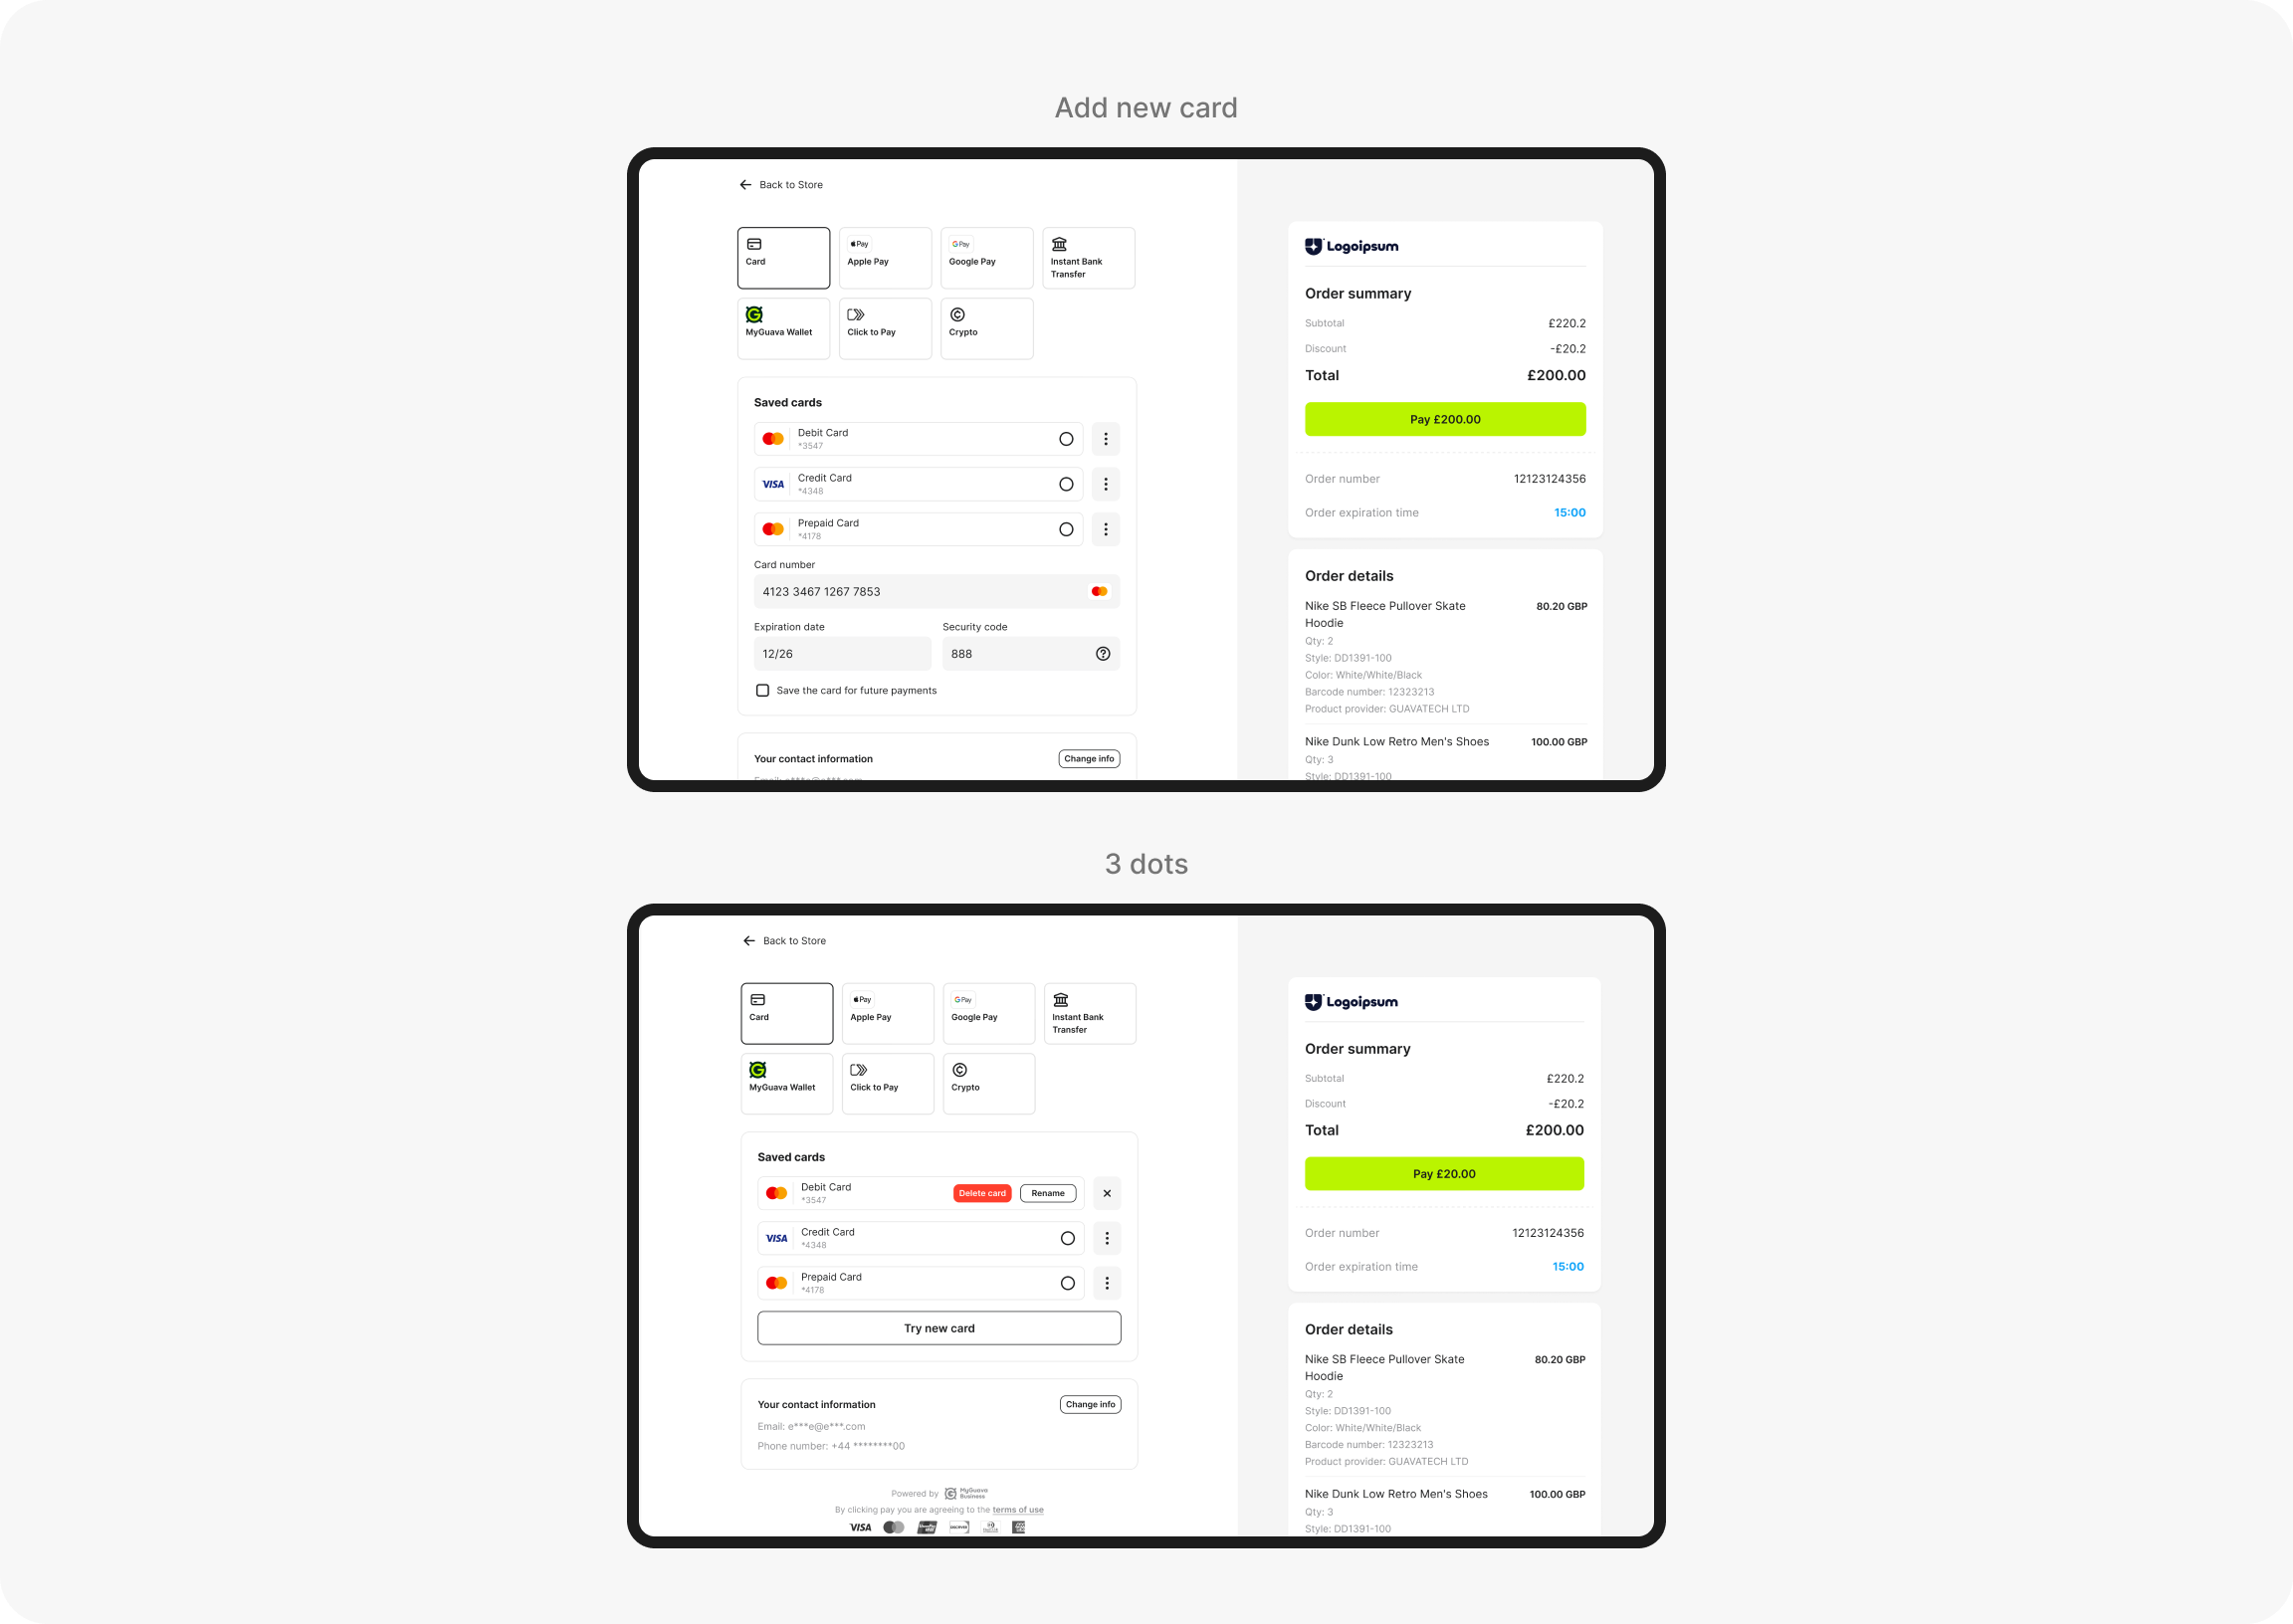 Add new card
Back to Store
Card
Pay
Apple Pay
G Pay
Google Pay
Instant Bank
Transfer
MyGuava Wallet
Click to Pay
Crypto
Saved cards
Debit Card
*3547
VISA
Credit Card
*4348
Prepaid Card
*4178
Card number
4123 3467 1267 7853
Expiration date
Security code
12/26
888
Save the card for future payments
Your contact information
Change info
Email: e***e@e***.com
Logoipsum
Order summary
Subtotal
£220.2
Discount
-£20.2
Total
£200.00
Pay £200.00
Order number
12123124356
Order expiration time
15:00
Order details
Nike SB Fleece Pullover Skate
Hoodie
80.20 GBP
Qty: 2
Style: DD1391-100
Color: White/White/Black
Barcode number: 12323213
Product provider: GUAVATECH LTD
Nike Dunk Low Retro Men's Shoes
100.00 GBP
Qty: 3
Style: DD1391-100
3 dots
Back to Store
Card
Pay
Apple Pay
G Pay
Google Pay
Instant Bank
Transfer
MyGuava Wallet
Click to Pay
Crypto
Saved cards
Debit Card
*3547
Delete card
Rename
VISA
Credit Card
*4348
Prepaid Card
*4178
Try new card
Your contact information
Change info
Email: e***e@e***.com
Phone number: +44 ********00
Powered by
MyGuava
Business
By clicking pay you are agreeing to the terms of use
VISA
Logoipsum
Order summary
Subtotal
£220.2
Discount
-£20.2
Total
£200.00
Pay £20.00
Order number
12123124356
Order expiration time
15:00
Order details
Nike SB Fleece Pullover Skate
Hoodie
80.20 GBP
Qty: 2
Style: DD1391-100
Color: White/White/Black
Barcode number: 12323213
Product provider: GUAVATECH LTD
Nike Dunk Low Retro Men's Shoes
100.00 GBP
Qty: 3
Style: DD1391-100